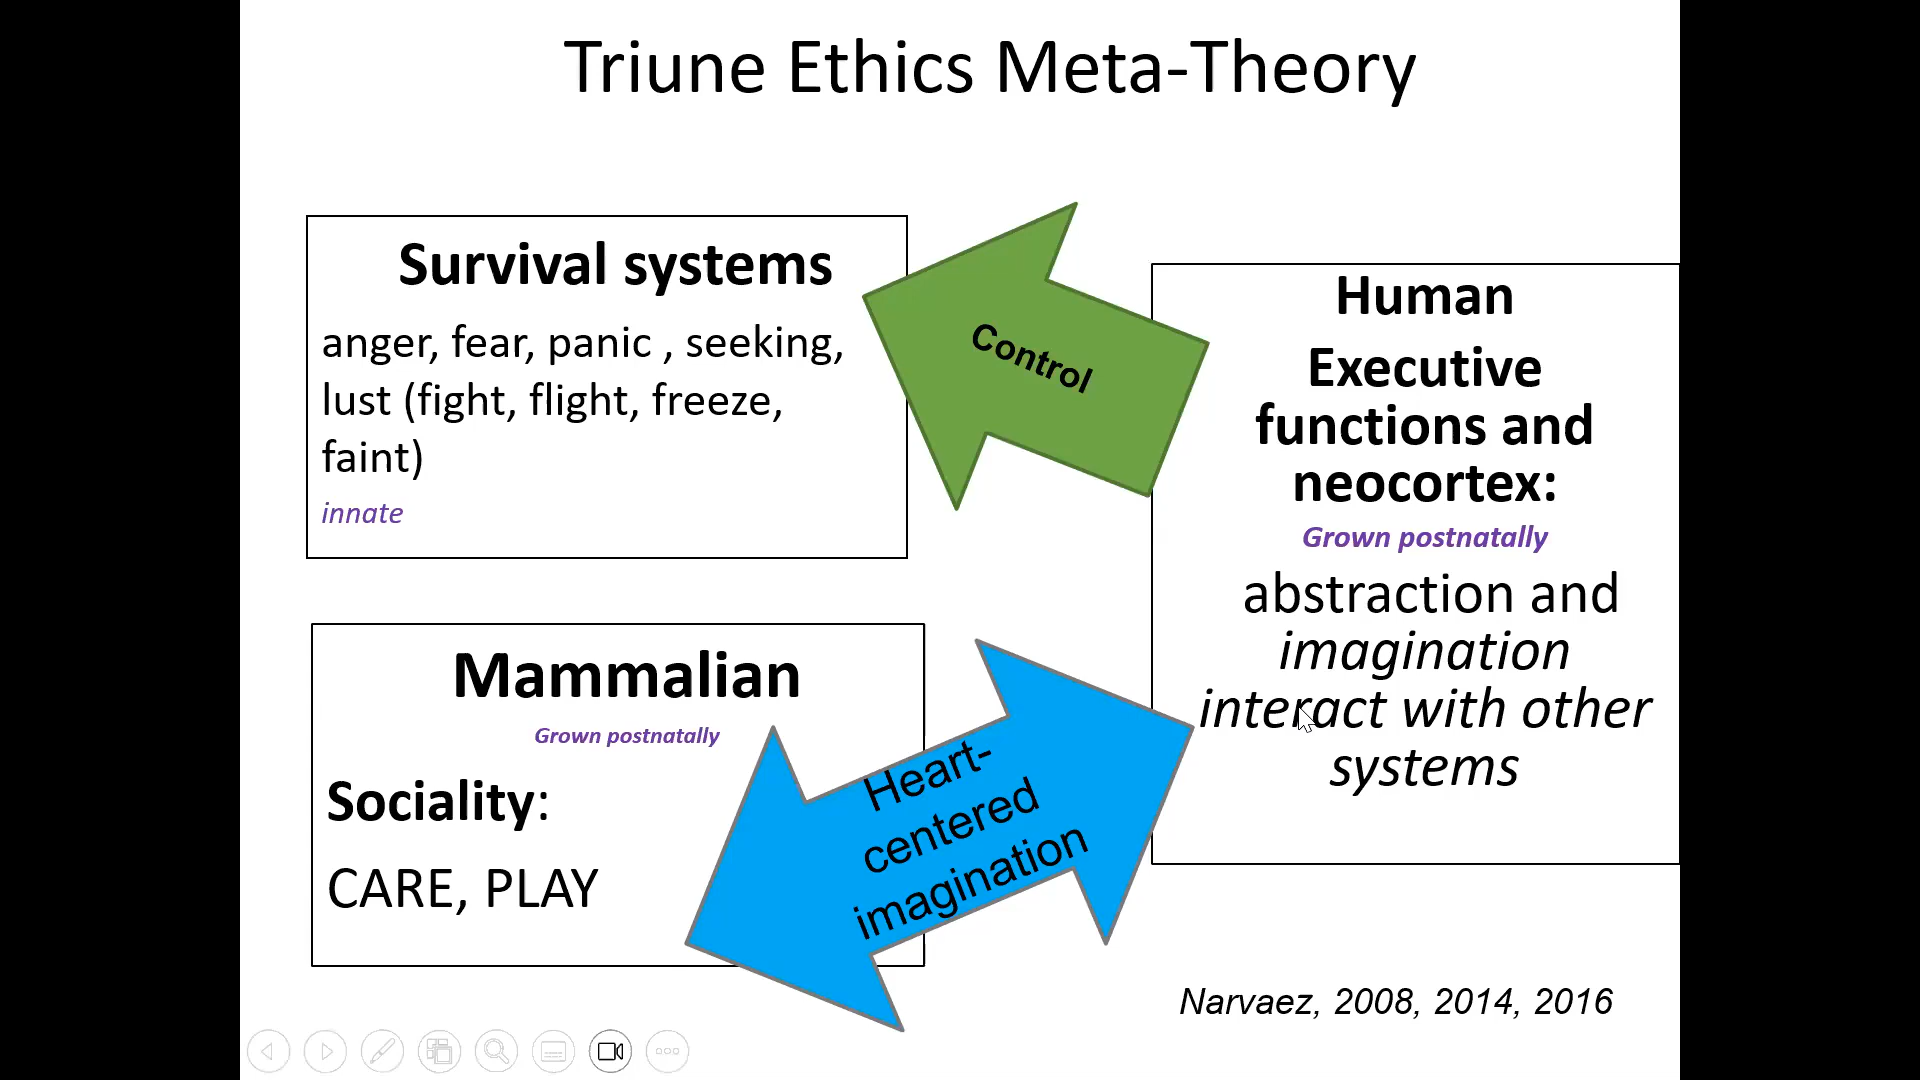 Triune Ethics Meta-Theory
Survival systems
anger, fear, panic , seeking,
lust (fight, flight, freeze,
faint)
innate
Control
Human
Executive
functions and
neocortex:
Grown postnatally
abstraction and
imagination
interact with other
systems
Mammalian
Grown postnatally
Sociality:
CARE, PLAY
Heart-
centered
imagination
Narvaez, 2008, 2014, 2016